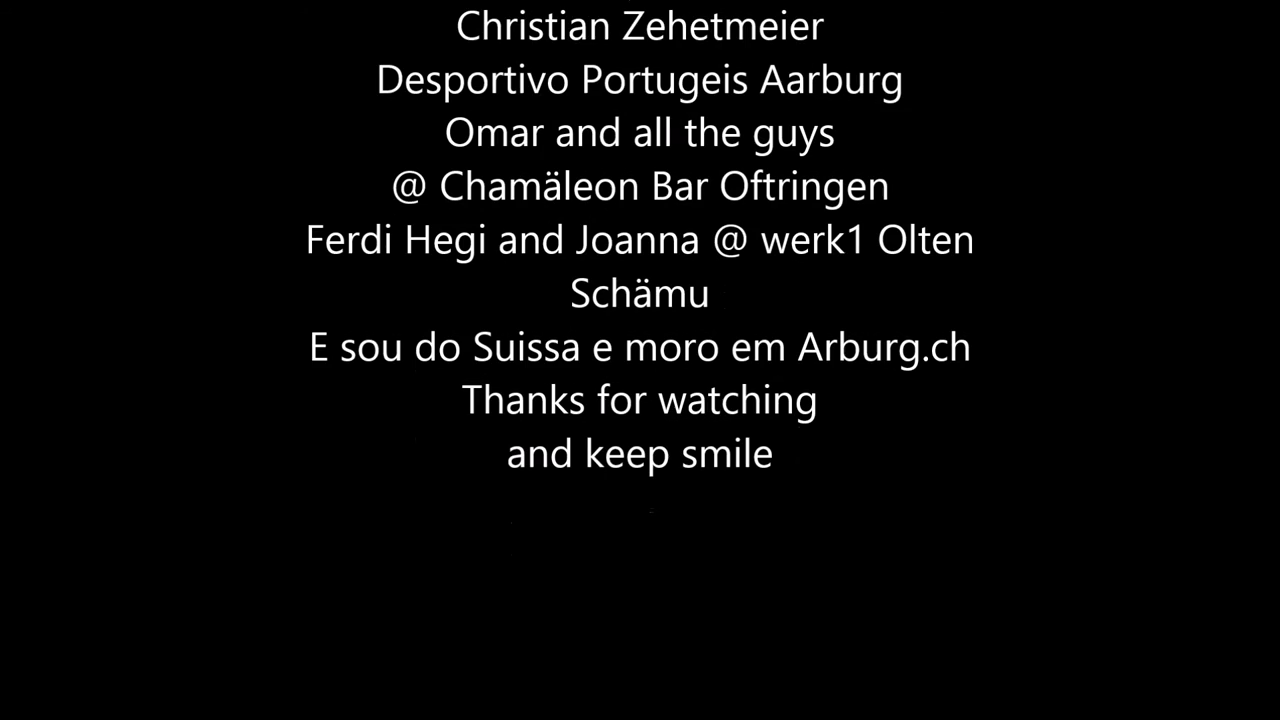 Christian Zehetmeier
Desportivo Portugeis Aarburg
Omar and all the guys
@ Chamäleon Bar Oftringen
Ferdi Hegi and Joanna @ werk1 Olten
Schämu
E sou do Suissa e moro em Arburg.ch
Thanks for watching
and keep smile